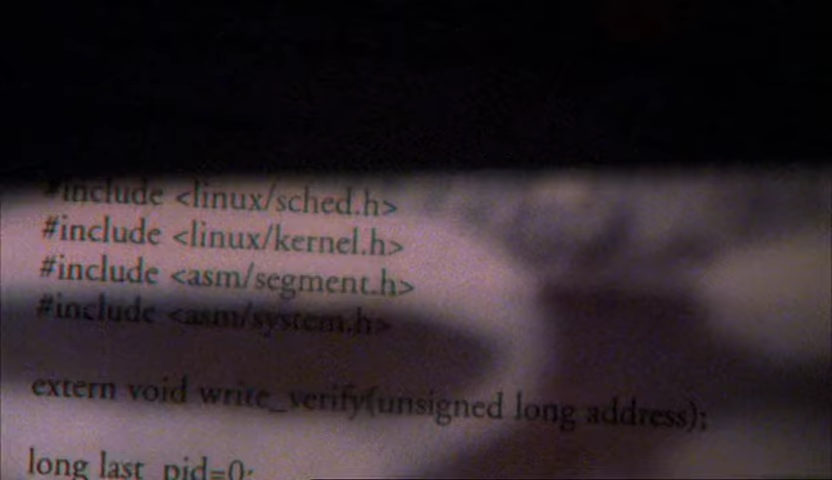 #include <linux/sched.h>
#include <linux/kernel.h>
#include <asm/segment.h>
#include <asm/system.h>
extern void write_verify(unsigned long address);
long last_pid=0;